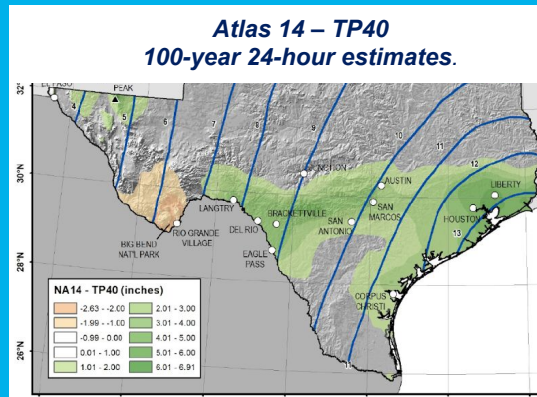 Atlas 14 – TP40
100-year 24-hour estimates.
32°
30°N
28°N
26°N
PEAK
4
5
6
7
8
9
10
11
12
13
11
AUSTIN
LIBERTY
LANGTRY
DEL RIO
BRACKETTVILLE
SAN
MARCOS
HOUSTON
RIO GRANDE
VILLAGE
SAN
ANTONIO
BIG BEND
NAT'L PARK
EAGLE
PASS
CORPUS
CHRISTI
NA14 - TP40 (inches)
-2.63 - -2.00
-1.99 - -1.00
-0.99 - 0.00
0.01 - 1.00
1.01 - 2.00
2.01 - 3.00
3.01 - 4.00
4.01 - 5.00
5.01 - 6.00
6.01 - 6.91